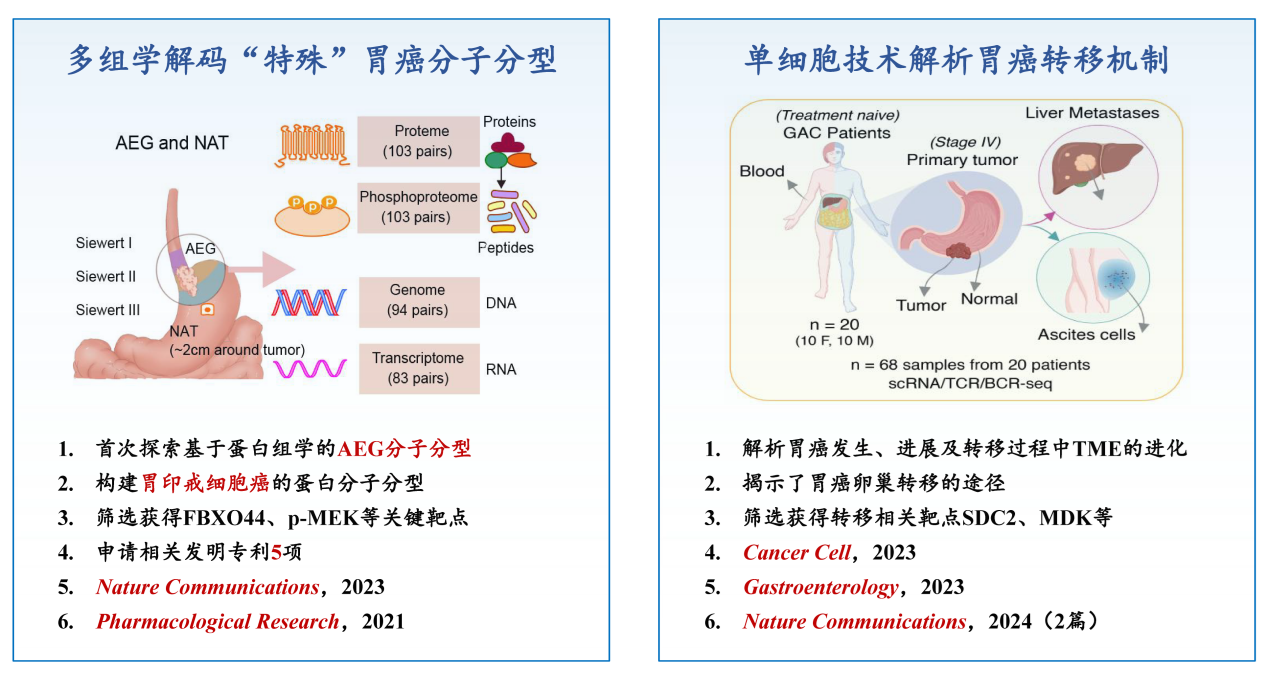 多组学解码“特殊”胃癌分子分型
AEG and NAT
Siewert I
Siewert II
Siewert III
AEG
NAT
(~2cm around tumor)
P
P
P
Proteme
(103 pairs)
Phosphoproteome
(103 pairs)
Genome
(94 pairs)
Transcriptome
(83 pairs)
Proteins
Peptides
DNA
RNA
1. 首次探索基于蛋白组学的AEG分子分型
2. 构建胃印戒细胞癌的蛋白分子分型
3. 筛选获得FBXO44、p-MEK等关键靶点
4. 申请相关发明专利5项
5. Nature Communications，2023
6. Pharmacological Research，2021
单细胞技术解析胃癌转移机制
(Treatment naive)
GAC Patients
Blood
n = 20
(10 F, 10 M)
(Stage IV)
Primary tumor
Tumor
Normal
Liver Metastases
Ascites cells
n = 68 samples from 20 patients
scRNA/TCR/BCR-seq
1. 解析胃癌发生、进展及转移过程中TME的进化
2. 揭示了胃癌卵巢转移的途径
3. 筛选获得转移相关靶点SDC2、MDK等
4. Cancer Cell，2023
5. Gastroenterology，2023
6. Nature Communications，2024（2篇）